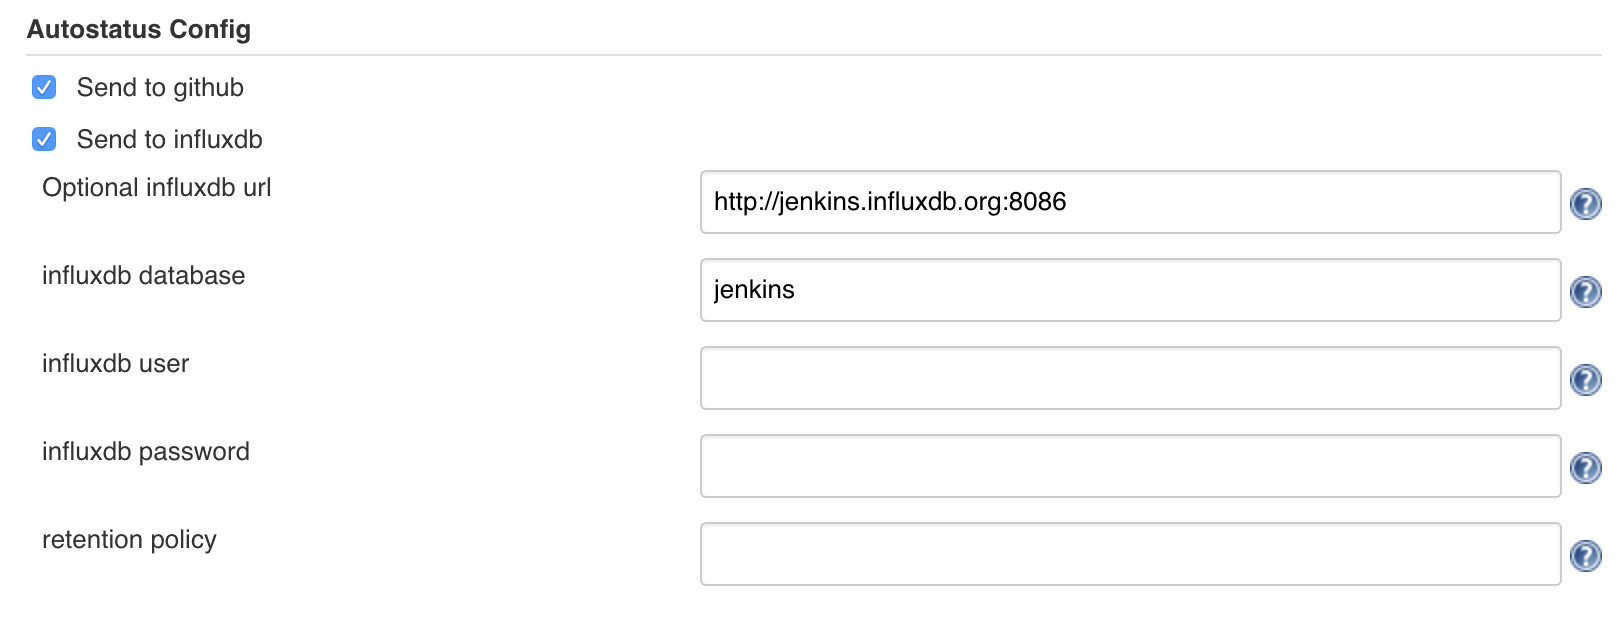 Autostatus Config
Send to github
Send to influxdb
Optional influxdb url
http://jenkins.influxdb.org:8086
?
influxdb database
jenkins
?
influxdb user
?
influxdb password
?
retention policy
?